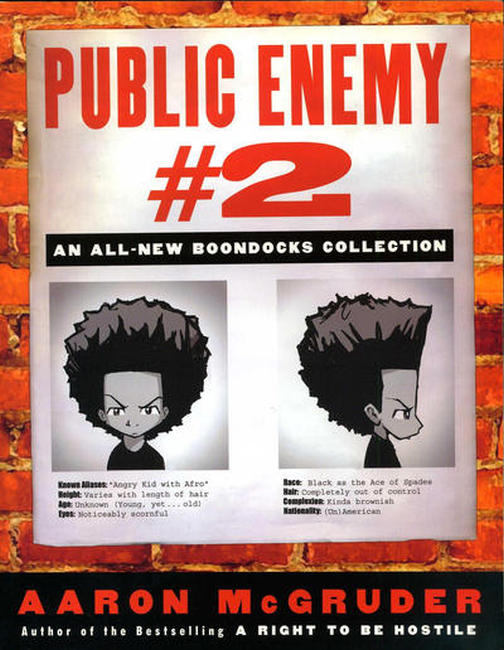 PUBLIC ENEMY
#2
AN ALL-NEW BOONDOCKS COLLECTION
Known Aliases: "Angry Kid with Afro"
Height: Varies with length of hair
Age: Unknown (Young, yet...old)
Eyes: Noticeably scornful
Race: Black as the Ace of Spades
Hair: Completely out of control
Complexion: Kinda brownish
Nationality: (Un)American
AARON McGRUDER
Author of the Bestselling A RIGHT TO BE HOSTILE